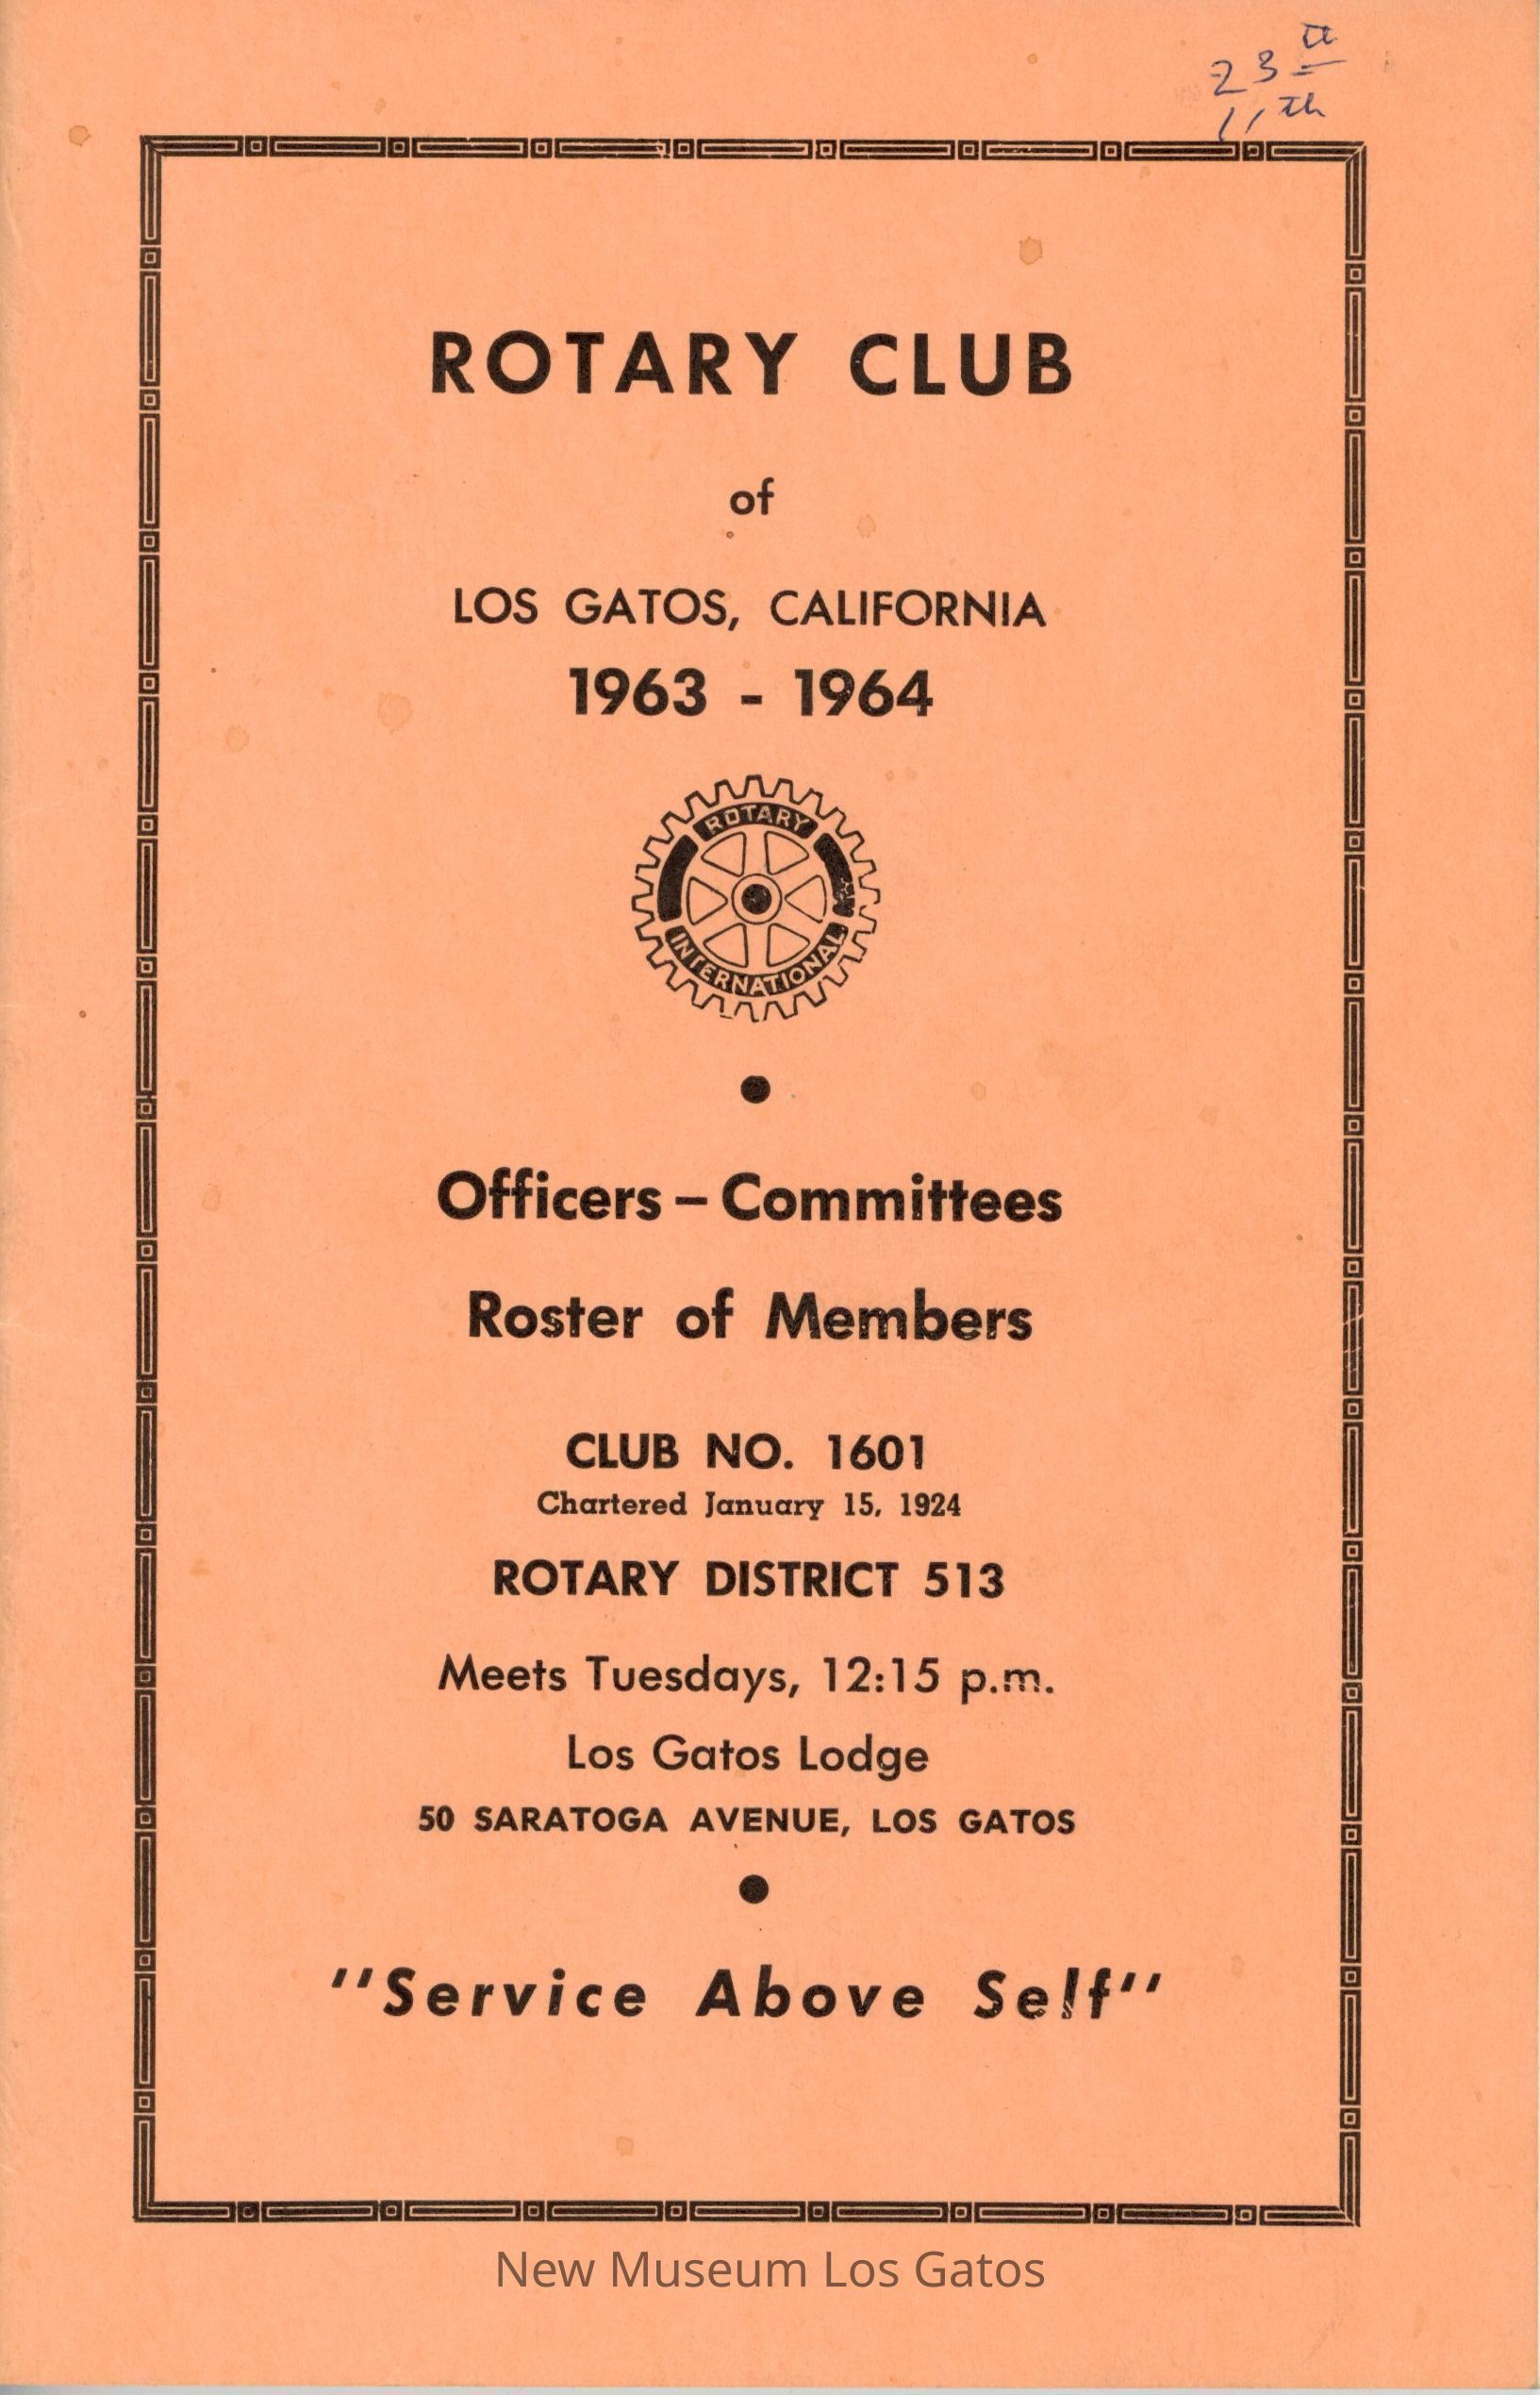 23th
11th
ROTARY CLUB
of
LOS GATOS, CALIFORNIA
1963 - 1964
ROTARY
INTERNATIONAL
Officers – Committees
Roster of Members
CLUB NO. 1601
Chartered January 15, 1924
ROTARY DISTRICT 513
Meets Tuesdays, 12:15 p.m.
Los Gatos Lodge
50 SARATOGA AVENUE, LOS GATOS
"Service Above Self"
New Museum Los Gatos